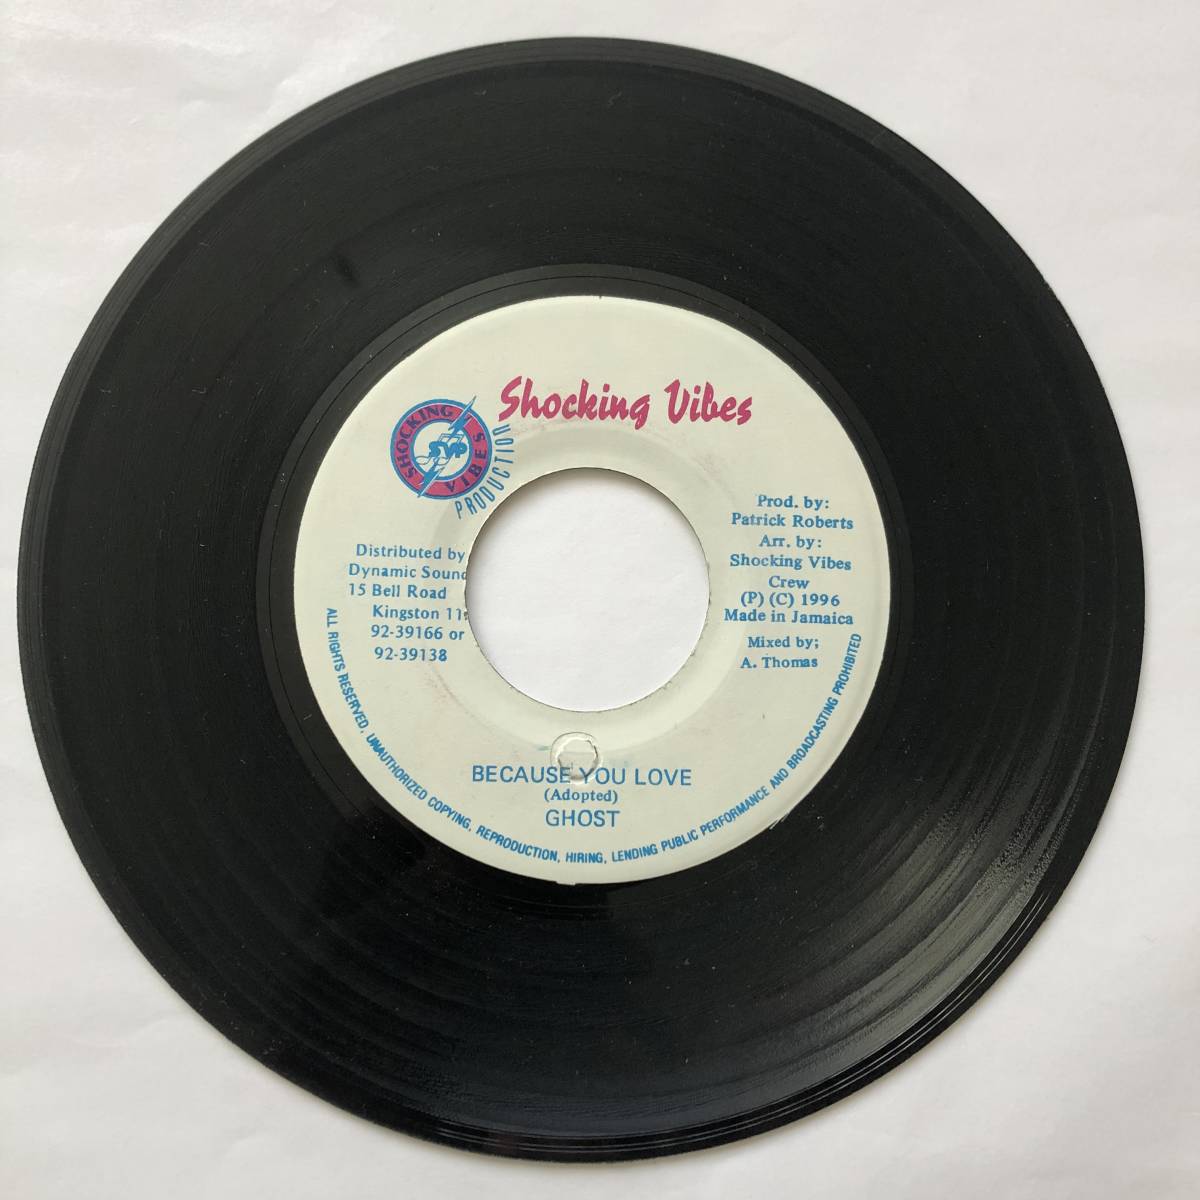 Shocking Vibes
SHOCKING VIBES
SVP
PRODUCTION
Prod. by:
Patrick Roberts
Arr. by:
Shocking Vibes
Crew
(P) (C) 1996
Made in Jamaica
Mixed by;
A. Thomas
Distributed by
Dynamic Sound
15 Bell Road
Kingston 11.
92-39166 or
92-39138
BECAUSE YOU LOVE
(Adopted)
GHOST
ALL RIGHTS RESERVED. UNAUTHORIZED COPYING, REPRODUCTION, HIRING, LENDING PUBLIC PERFORMANCE AND BROADCASTING PROHIBITED